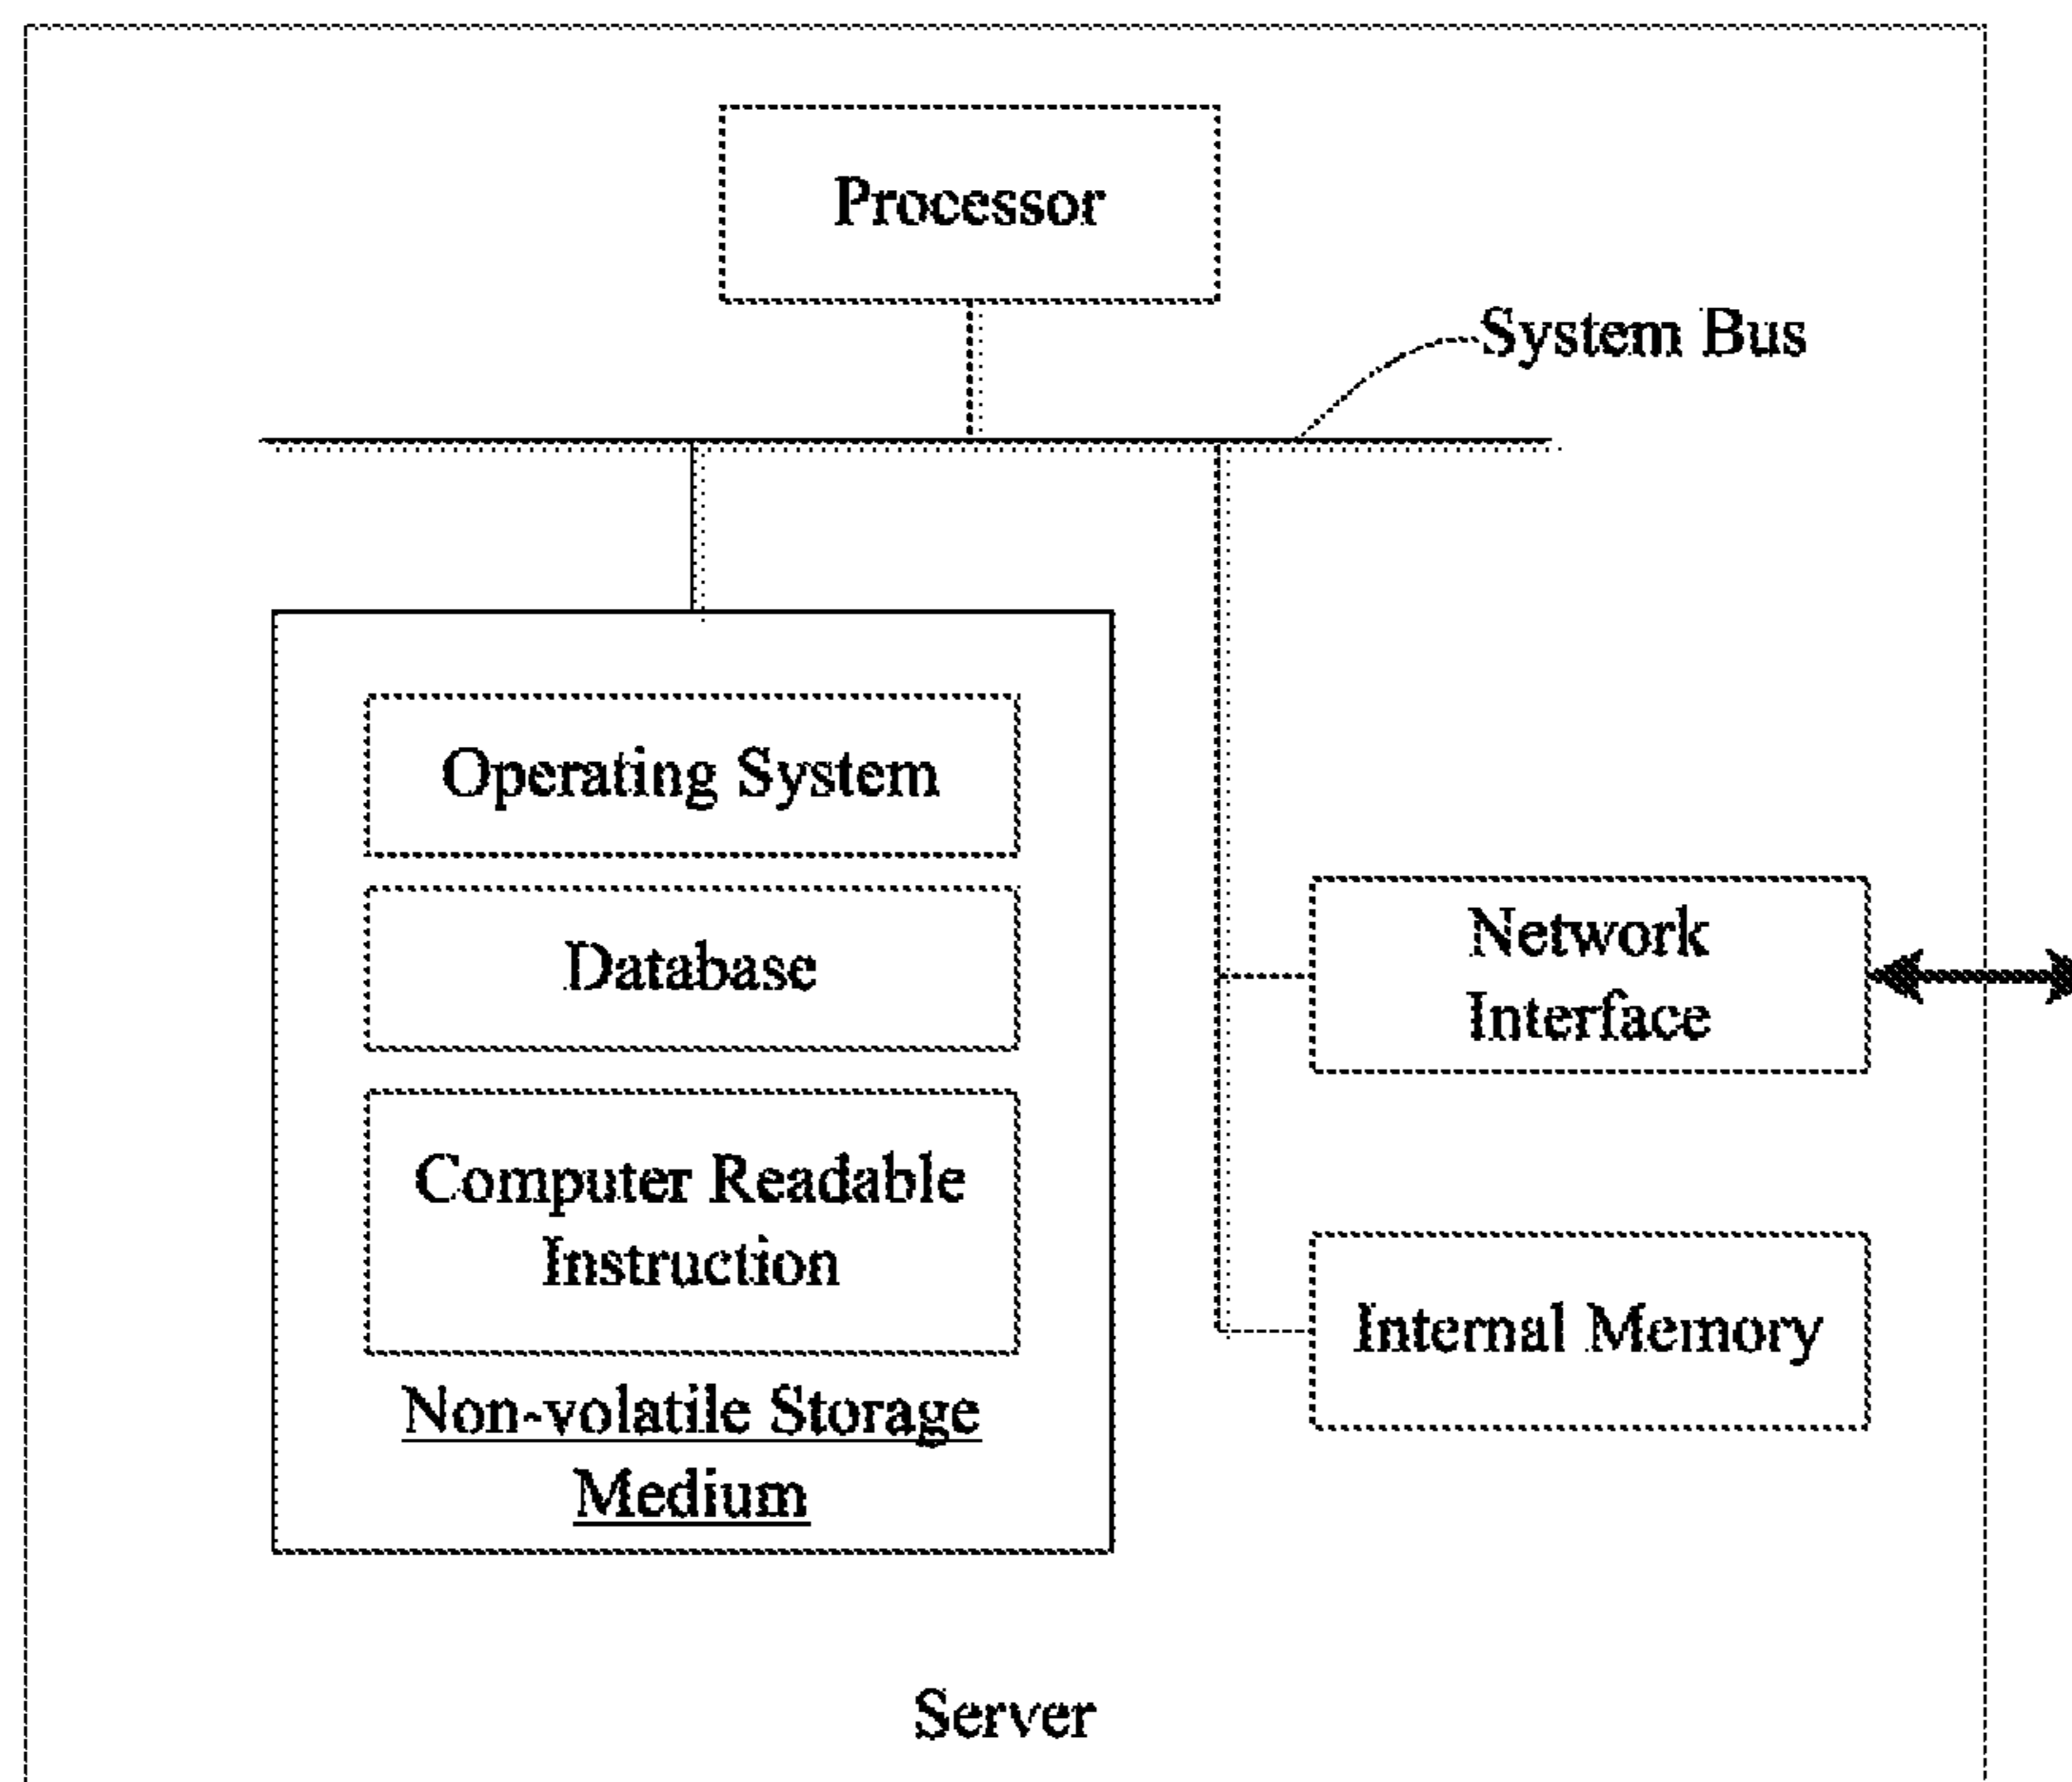 Processor
System Bus
Operating System
Database
Computer Readable
Instruction
Non-volatile Storage
Medium
Network
Interface
Internal Memory
Server